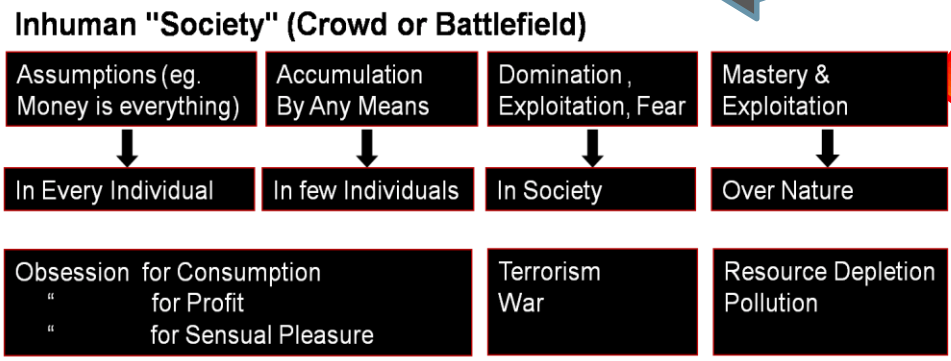 Inhuman "Society" (Crowd or Battlefield)
Assumptions (eg.
Money is everything)
Accumulation
By Any Means
Domination ,
Exploitation, Fear
Mastery &
Exploitation
In Every Individual
In few Individuals
In Society
Over Nature
Obsession for Consumption
“ for Profit
“ for Sensual Pleasure
Terrorism
War
Resource Depletion
Pollution